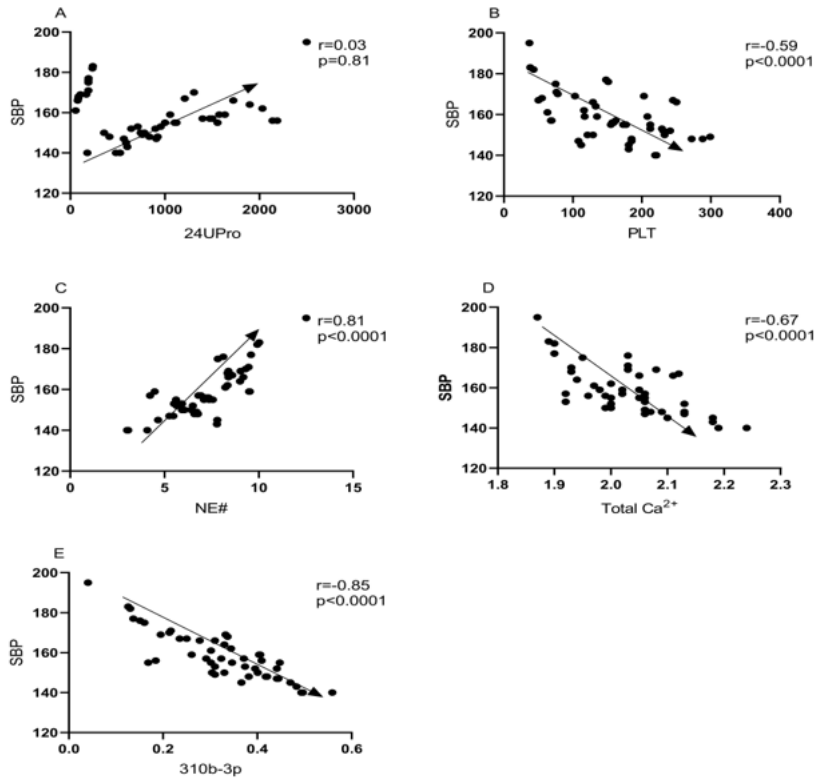 A
200
180
160
140
120
SBP
0
1000
2000
3000
24UPro
r=0.03
p=0.81
B
200
180
160
140
120
SBP
0
100
200
300
400
PLT
r=-0.59
p<0.0001
C
200
180
160
140
120
SBP
0
5
10
15
NE#
r=0.81
p<0.0001
D
200
180
160
140
120
SBP
1.8
1.9
2.0
2.1
2.2
2.3
Total Ca²⁺
r=-0.67
p<0.0001
E
200
180
160
140
120
SBP
0.0
0.2
0.4
0.6
310b-3p
r=-0.85
p<0.0001